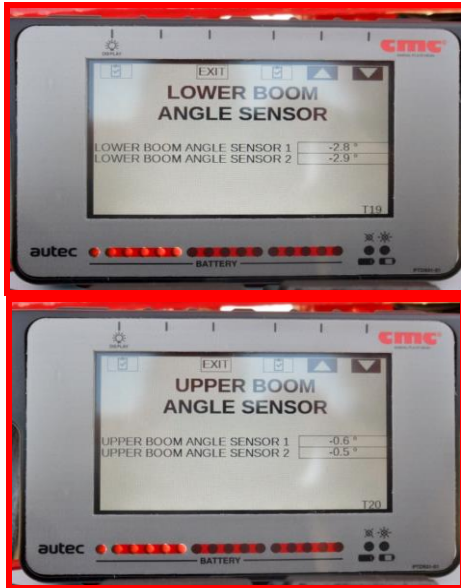 DISPLAY
cmc
EXIT
LOWER BOOM
ANGLE SENSOR
LOWER BOOM ANGLE SENSOR 1 -2.8 °
LOWER BOOM ANGLE SENSOR 2 -2.9 °
T19
autec
BATTERY
DISPLAY
cmc
EXIT
UPPER BOOM
ANGLE SENSOR
UPPER BOOM ANGLE SENSOR 1 -0.6 °
UPPER BOOM ANGLE SENSOR 2 -0.5 °
T20
autec
BATTERY